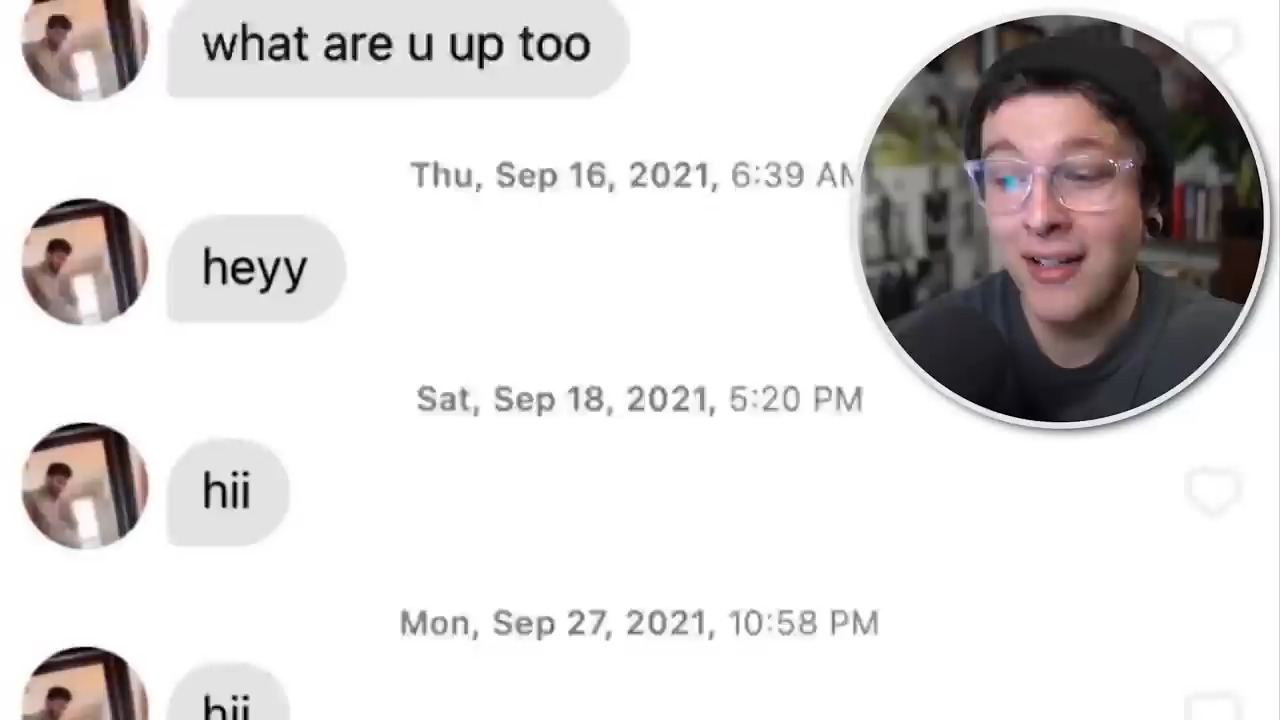 what are u up too
Thu, Sep 16, 2021, 6:39 AM
heyy
Sat, Sep 18, 2021, 5:20 PM
hii
Mon, Sep 27, 2021, 10:58 PM
hii